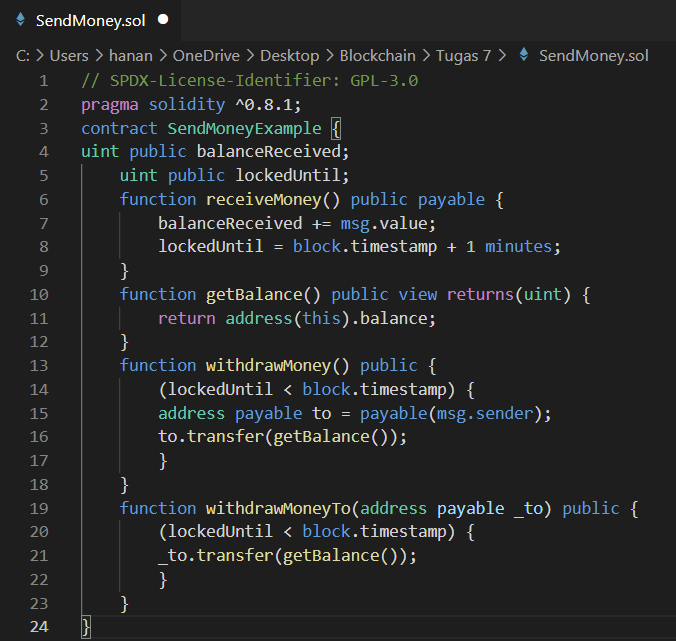 SendMoney.sol ●
C: > Users > hanan > OneDrive > Desktop > Blockchain > Tugas 7 > SendMoney.sol
1 // SPDX-License-Identifier: GPL-3.0
2 pragma solidity ^0.8.1;
3 contract SendMoneyExample {
4 uint public balanceReceived;
5     uint public lockedUntil;
6     function receiveMoney() public payable {
7         balanceReceived += msg.value;
8         lockedUntil = block.timestamp + 1 minutes;
9     }
10     function getBalance() public view returns(uint) {
11         return address(this).balance;
12     }
13     function withdrawMoney() public {
14         (lockedUntil < block.timestamp) {
15         address payable to = payable(msg.sender);
16         to.transfer(getBalance());
17         }
18     }
19     function withdrawMoneyTo(address payable _to) public {
20         (lockedUntil < block.timestamp) {
21         _to.transfer(getBalance());
22         }
23     }
24 }